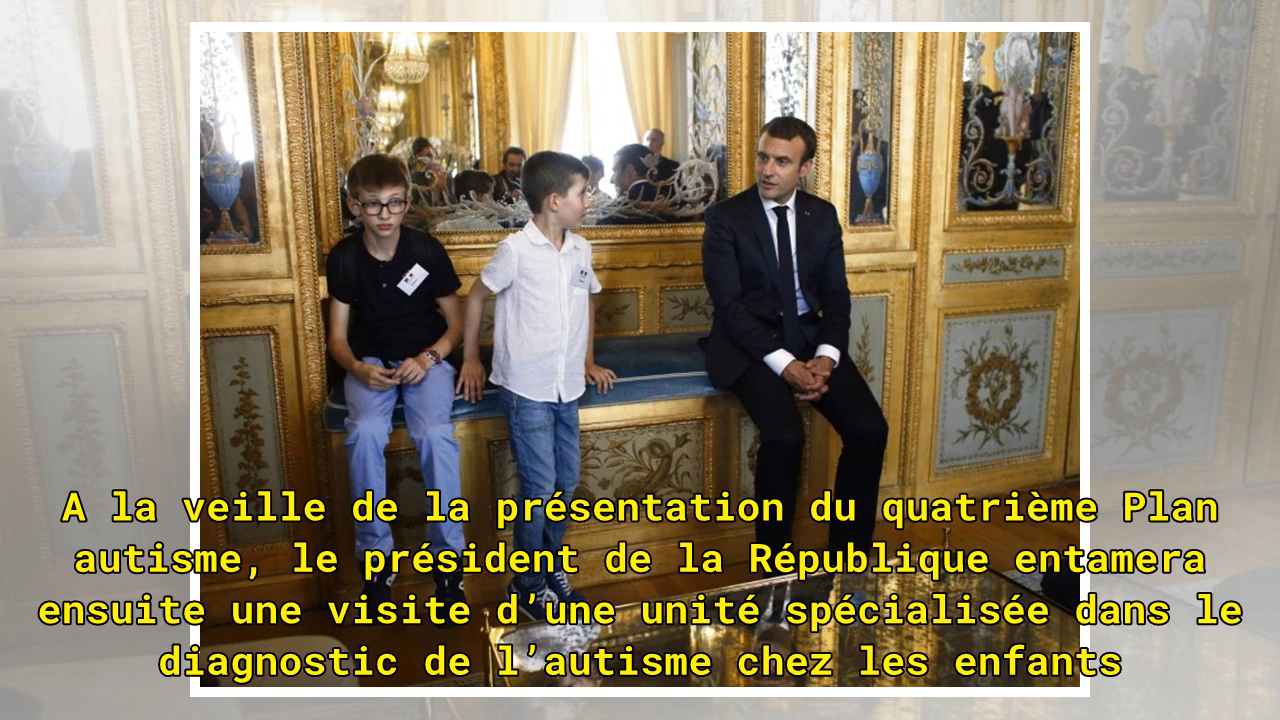 A la veille de la présentation du quatrième Plan
autisme, le président de la République entamera
ensuite une visite d’une unité spécialisée dans le
diagnostic de l’autisme chez les enfants